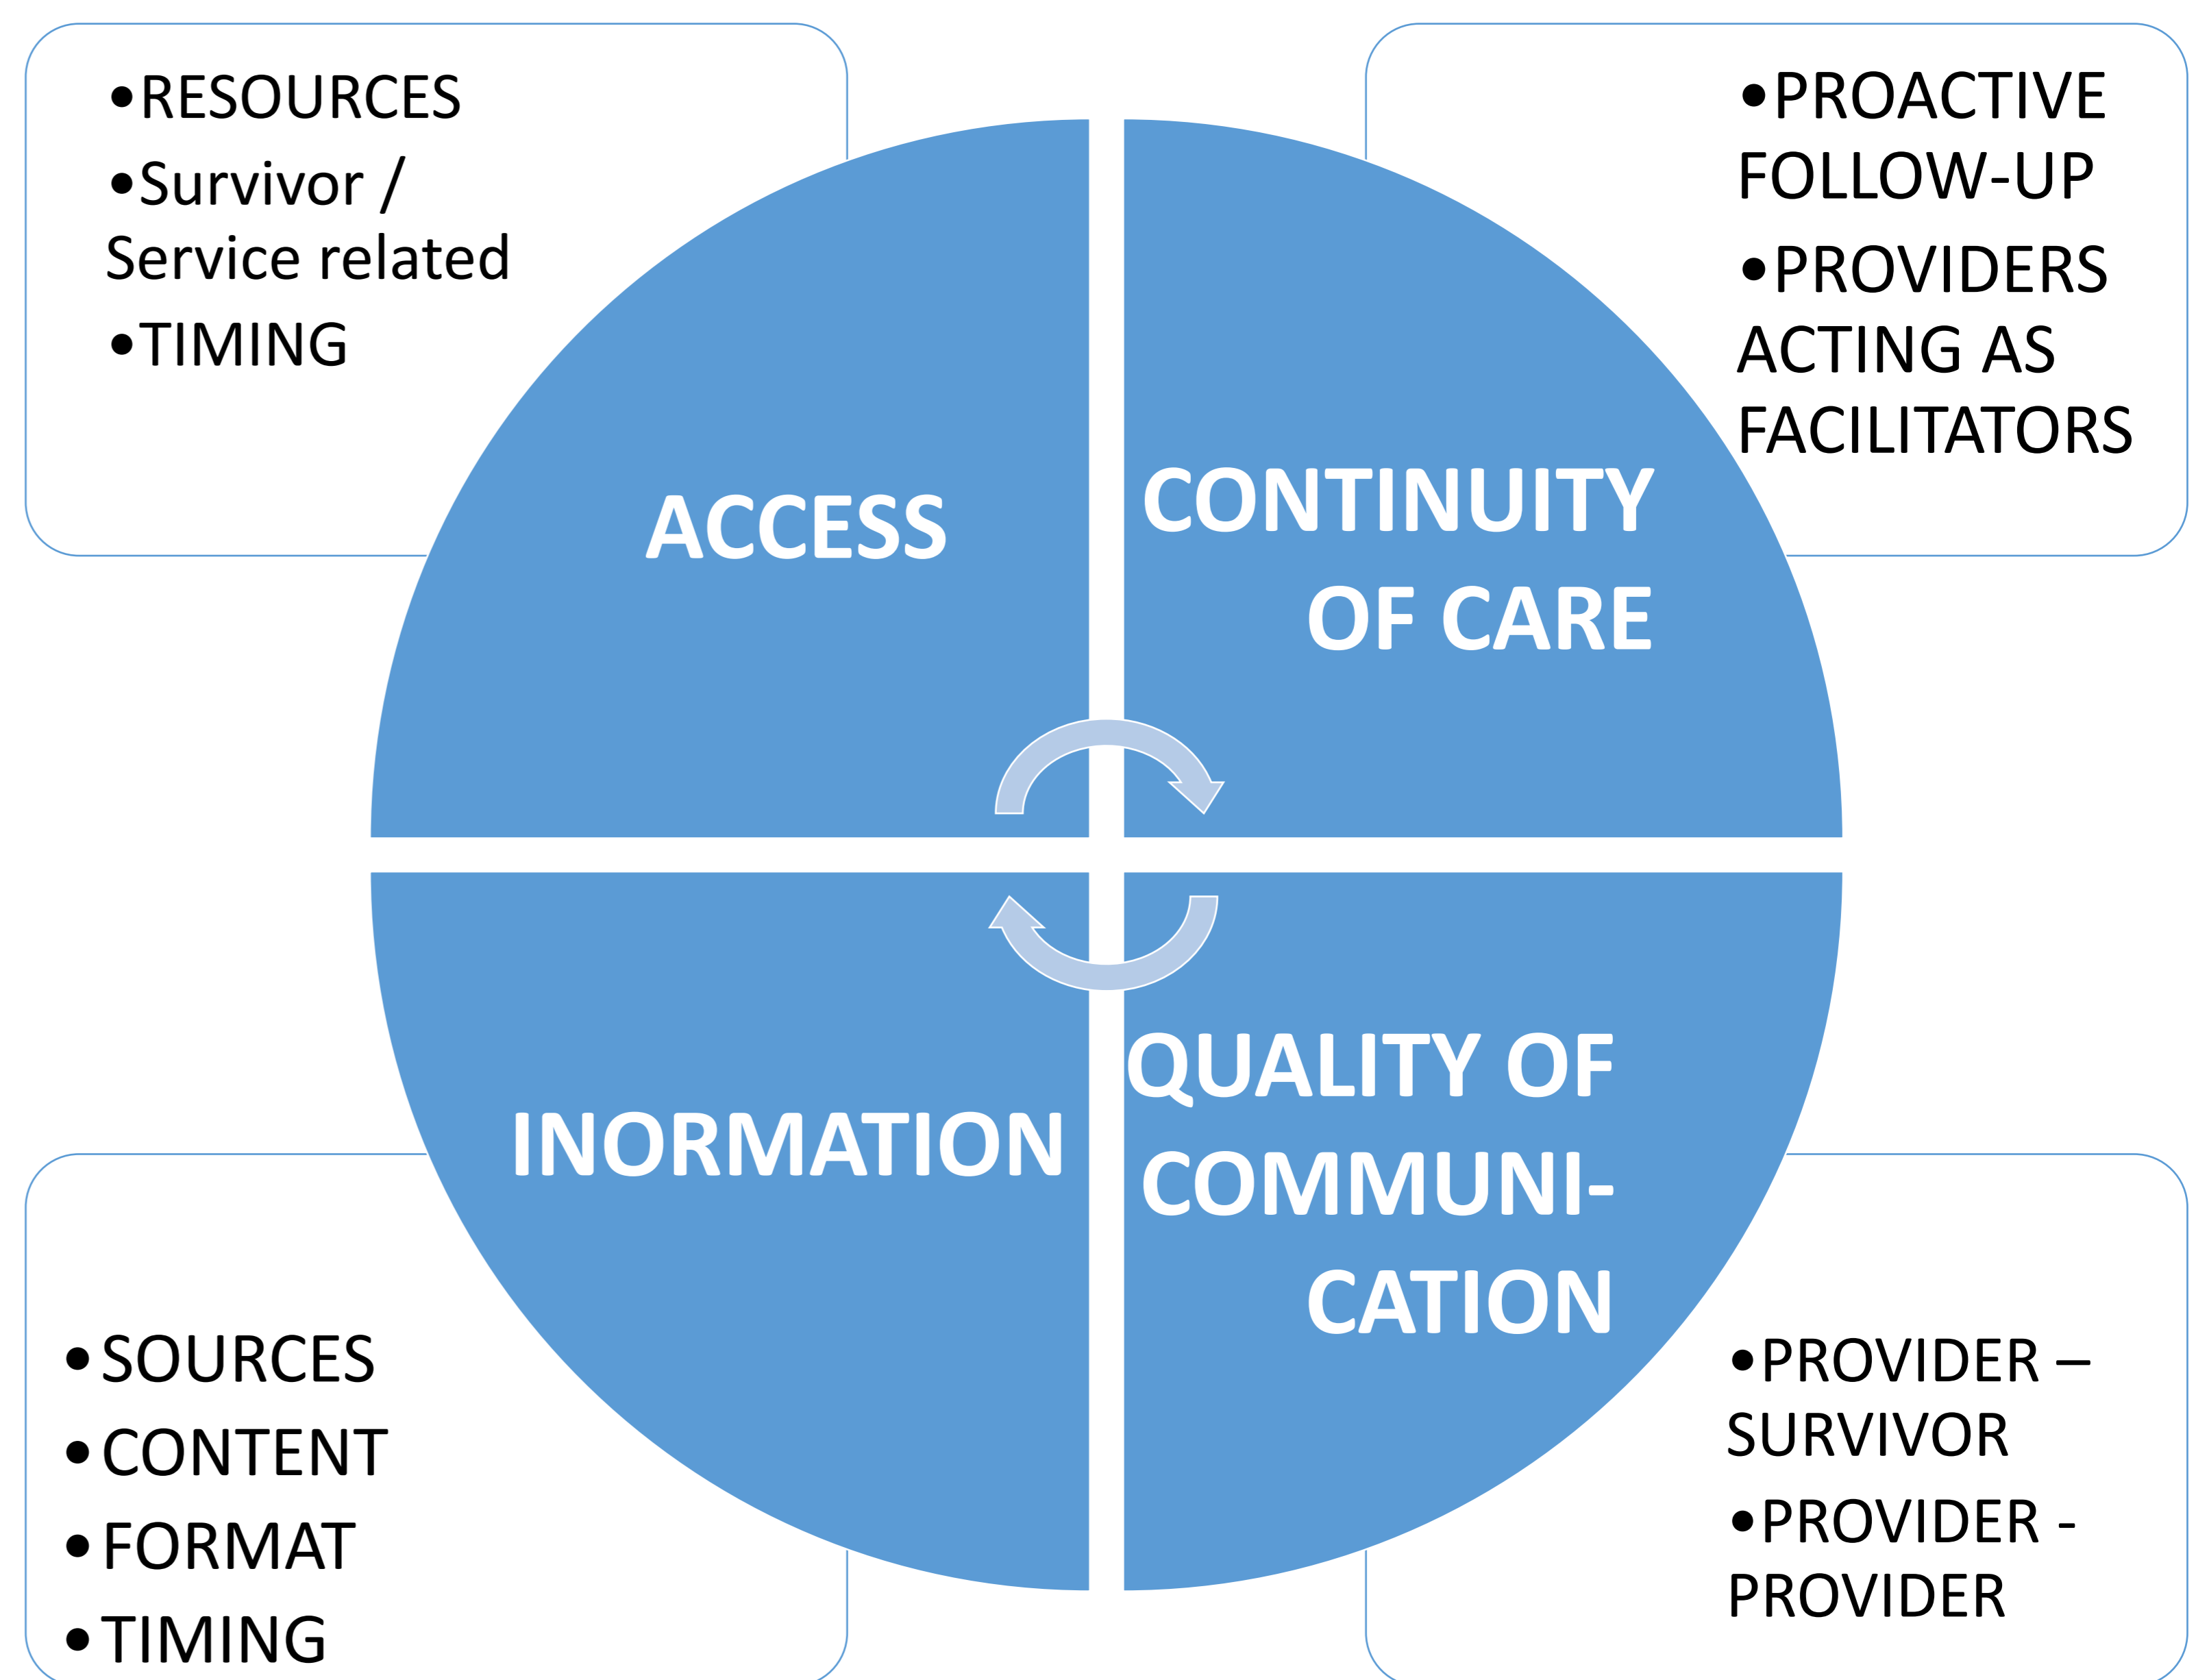 •RESOURCES
•Survivor /
Service related
•TIMING
ACCESS
•PROACTIVE
FOLLOW-UP
•PROVIDERS
ACTING AS
FACILITATORS
CONTINUITY
OF CARE
INORMATION
•SOURCES
•CONTENT
•FORMAT
•TIMING
QUALITY OF
COMMUNI-
CATION
•PROVIDER –
SURVIVOR
•PROVIDER -
PROVIDER